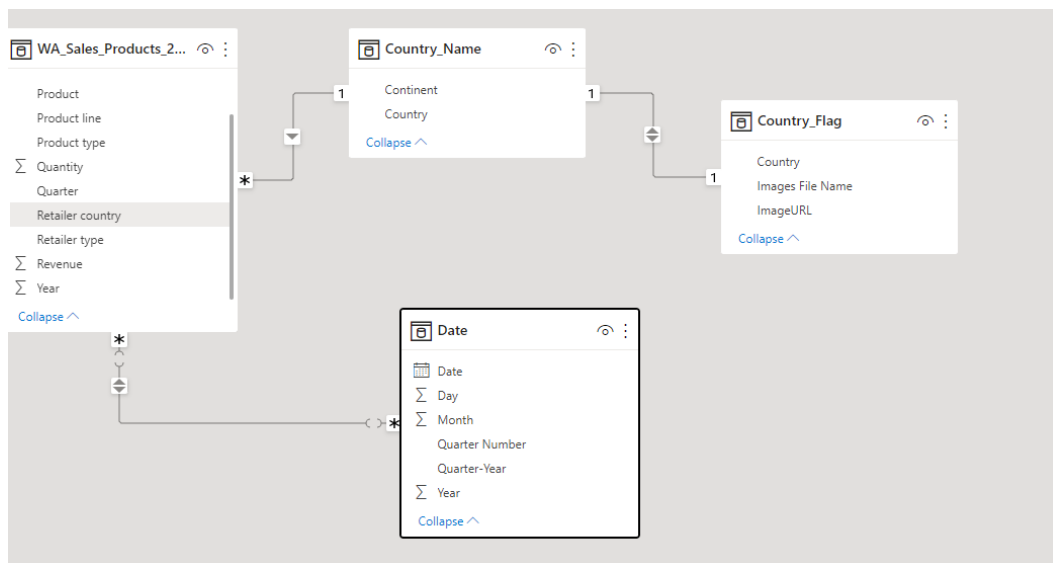 WA_Sales_Products_2...
Product
Product line
Product type
Quantity
Quarter
Retailer country
Retailer type
Revenue
Year
Collapse
*
*
Country_Name
1
1
Continent
Country
Collapse
Country_Flag
1
Country
Images File Name
ImageURL
Collapse
Date
*
Date
Day
Month
Quarter Number
Quarter-Year
Year
Collapse